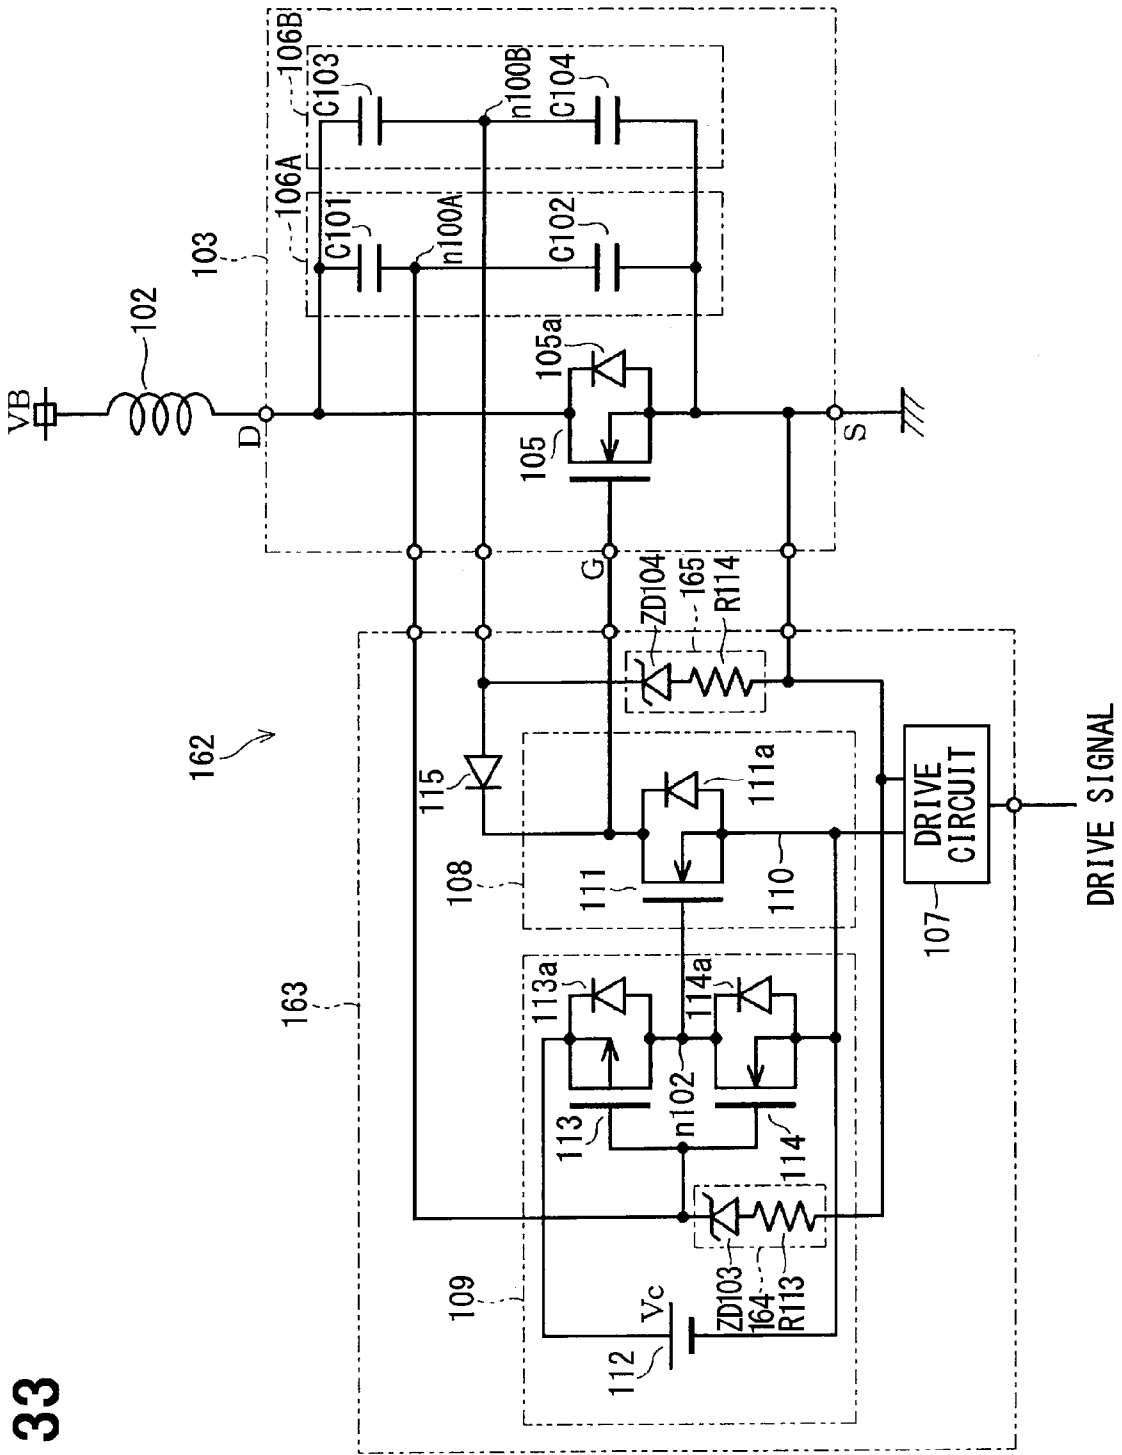 33
162
163
103
106A
106B
VB
102
D
C101
C103
n100A
n100B
C102
C104
105
105a
S
G
ZD104
165
R114
115
108
111
111a
110
109
113
113a
n102
114
114a
112
Vc
ZD103
164
R113
107
DRIVE
CIRCUIT
DRIVE SIGNAL